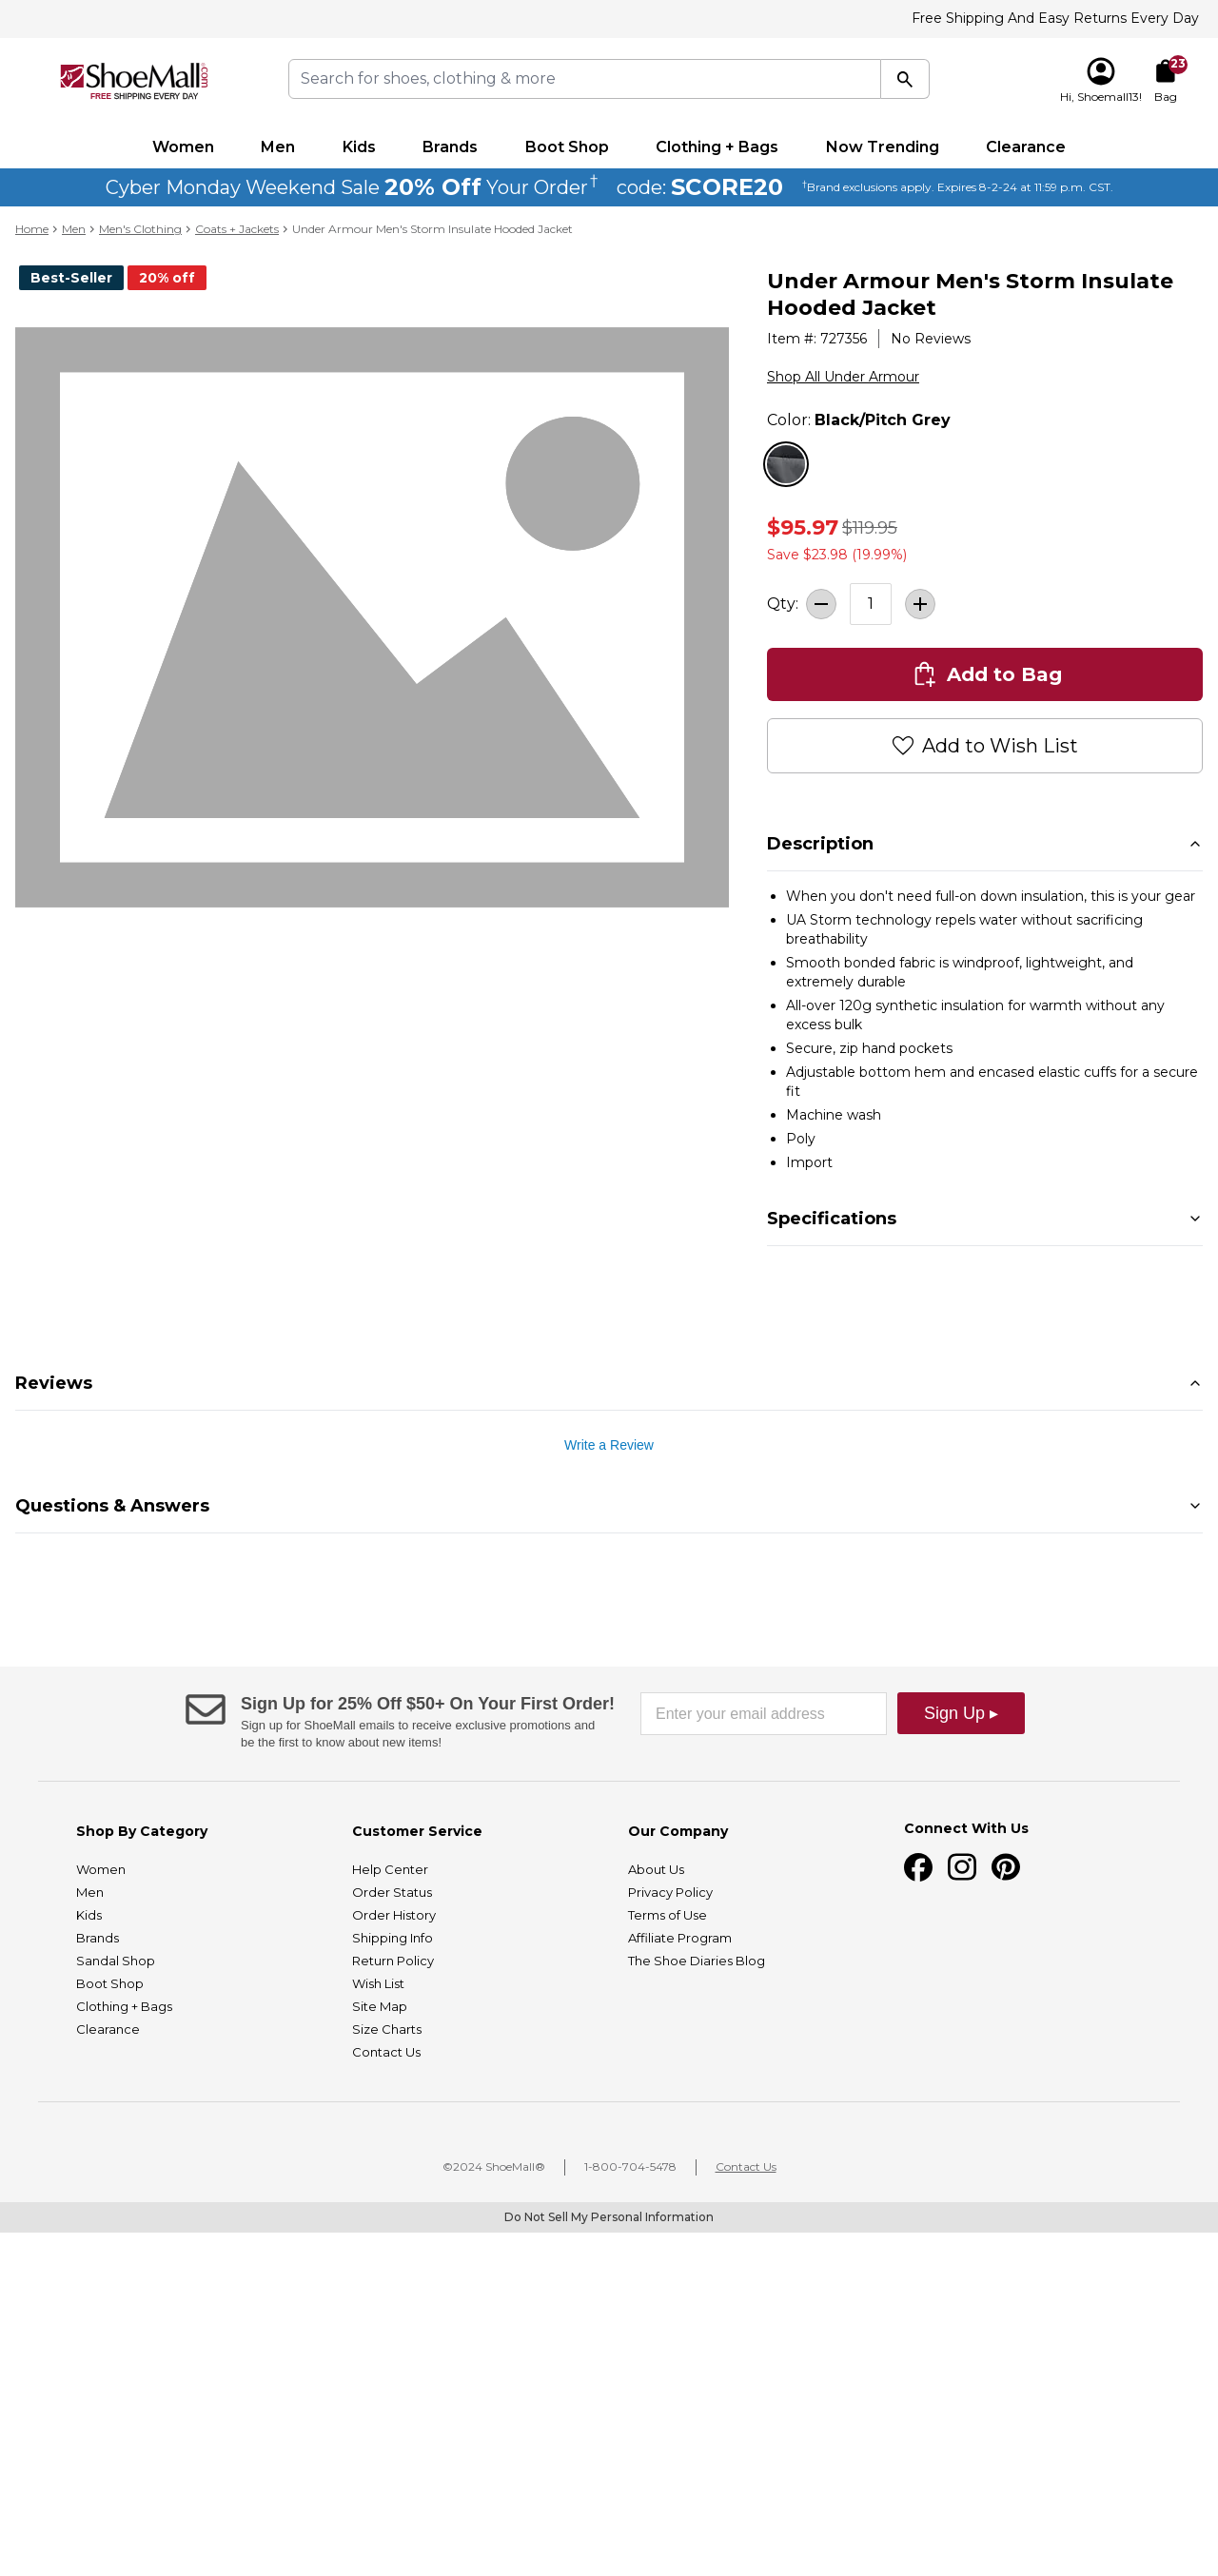 Free Shipping And Easy Returns Every Day
ShoeMall.com
FREE SHIPPING EVERY DAY
Search for shoes, clothing & more
23
Hi, Shoemall13!
Bag
Women
Men
Kids
Brands
Boot Shop
Clothing + Bags
Now Trending
Clearance
Cyber Monday Weekend Sale 20% Off Your Order† code: SCORE20 †Brand exclusions apply. Expires 8-2-24 at 11:59 p.m. CST.
Home > Men > Men's Clothing > Coats + Jackets > Under Armour Men's Storm Insulate Hooded Jacket
Best-Seller
20% off
Under Armour Men's Storm Insulate
Hooded Jacket
Item #: 727356
No Reviews
Shop All Under Armour
Color: Black/Pitch Grey
$95.97 $119.95
Save $23.98 (19.99%)
Qty:
1
Add to Bag
Add to Wish List
Description
• When you don't need full-on down insulation, this is your gear
• UA Storm technology repels water without sacrificing
breathability
• Smooth bonded fabric is windproof, lightweight, and
extremely durable
• All-over 120g synthetic insulation for warmth without any
excess bulk
• Secure, zip hand pockets
• Adjustable bottom hem and encased elastic cuffs for a secure
fit
• Machine wash
• Poly
• Import
Specifications
Reviews
Write a Review
Questions & Answers
Sign Up for 25% Off $50+ On Your First Order!
Sign up for ShoeMall emails to receive exclusive promotions and
be the first to know about new items!
Enter your email address
Sign Up ▸
Shop By Category
Women
Men
Kids
Brands
Sandal Shop
Boot Shop
Clothing + Bags
Clearance
Customer Service
Help Center
Order Status
Order History
Shipping Info
Return Policy
Wish List
Site Map
Size Charts
Contact Us
Our Company
About Us
Privacy Policy
Terms of Use
Affiliate Program
The Shoe Diaries Blog
Connect With Us
©2024 ShoeMall®
1-800-704-5478
Contact Us
Do Not Sell My Personal Information